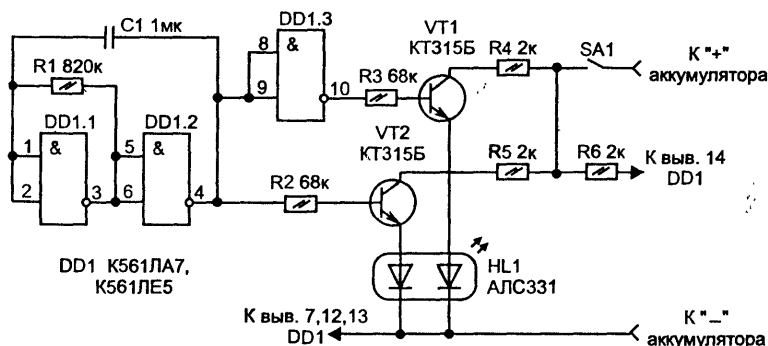 C1 1мк
DD1.3
&
8
9
10
VT1
КТ315Б
R4 2к
SA1
К "+"
аккумулятора
R1 820к
R3 68к
DD1.1
&
1
2
3
DD1.2
&
5
6
4
VT2
КТ315Б
R5 2к
R6 2к
К выв. 14
DD1
R2 68к
DD1 К561ЛА7,
К561ЛЕ5
HL1
АЛС331
К выв. 7,12,13
DD1
К "–"
аккумулятора